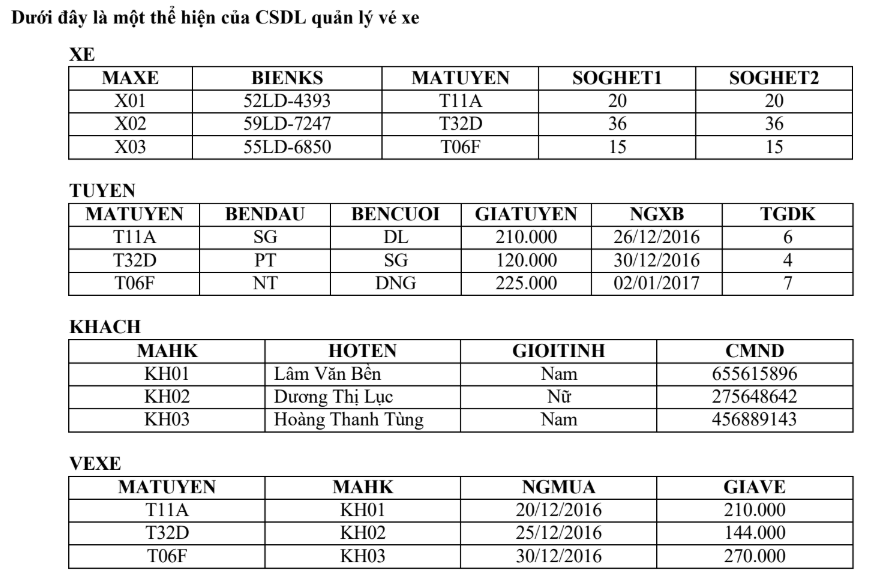 Dưới đây là một thể hiện của CSDL quản lý vé xe
XE
MAXE BIENKS MATUYEN SOGHET1 SOGHET2
X01 52LD-4393 T11A 20 20
X02 59LD-7247 T32D 36 36
X03 55LD-6850 T06F 15 15
TUYEN
MATUYEN BENDAU BENCUOI GIATUYEN NGXB TGDK
T11A SG DL 210.000 26/12/2016 6
T32D PT SG 120.000 30/12/2016 4
T06F NT DNG 225.000 02/01/2017 7
KHACH
MAHK HOTEN GIOITINH CMND
KH01 Lâm Văn Bền Nam 655615896
KH02 Dương Thị Lục Nữ 275648642
KH03 Hoàng Thanh Tùng Nam 456889143
VEXE
MATUYEN MAHK NGMUA GIAVE
T11A KH01 20/12/2016 210.000
T32D KH02 25/12/2016 144.000
T06F KH03 30/12/2016 270.000